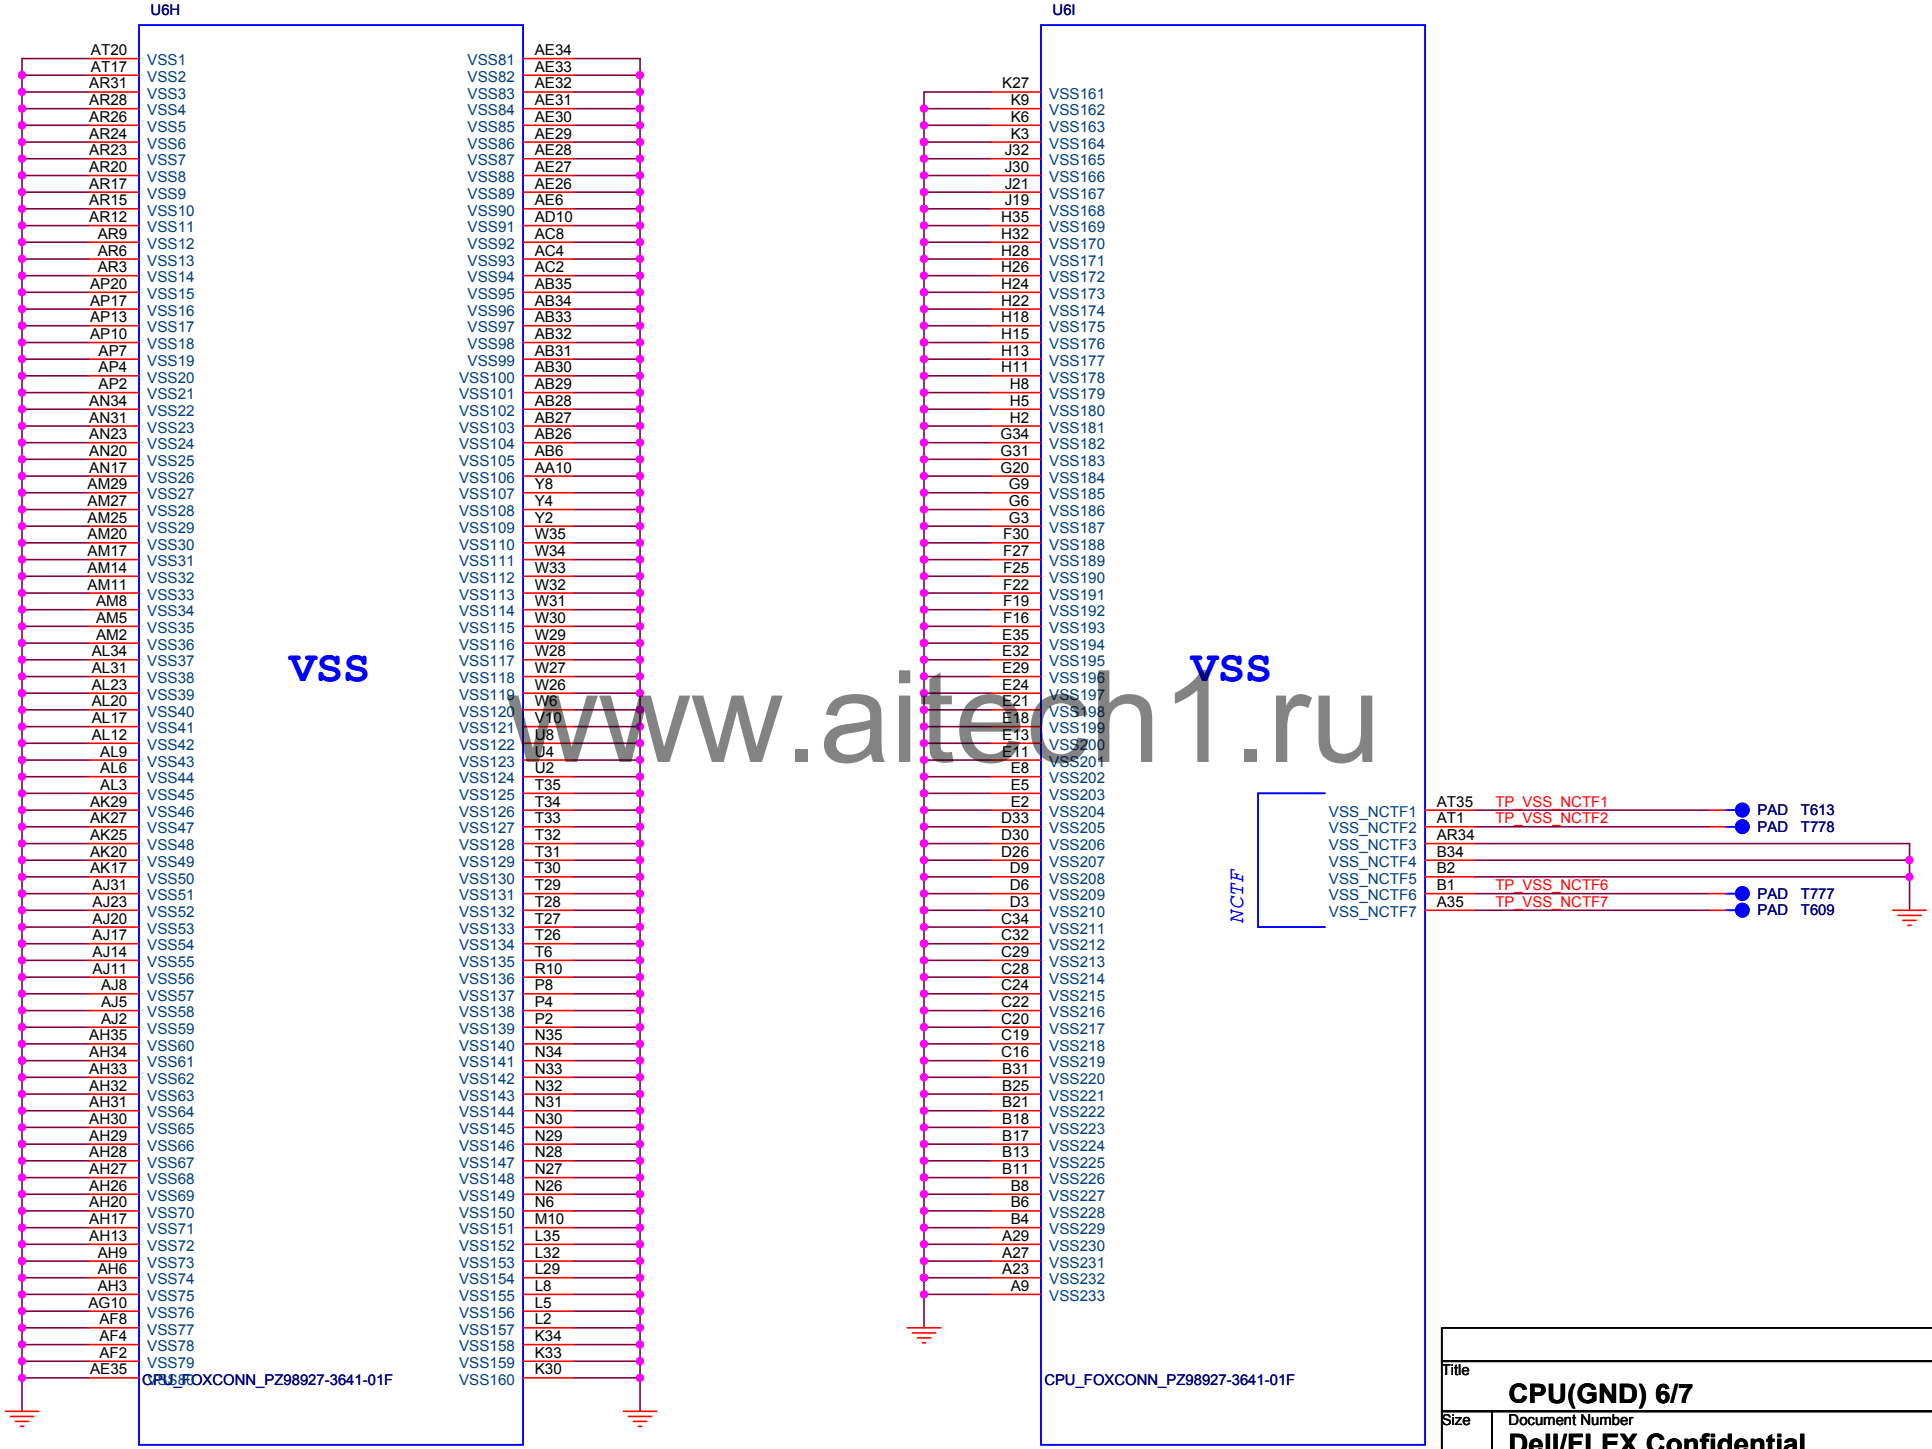 U6H
AT20 VSS1 VSS81 AE34
AT17 VSS2 VSS82 AE33
AR31 VSS3 VSS83 AE32
AR28 VSS4 VSS84 AE31
AR26 VSS5 VSS85 AE30
AR24 VSS6 VSS86 AE29
AR23 VSS7 VSS87 AE28
AR20 VSS8 VSS88 AE27
AR17 VSS9 VSS89 AE26
AR15 VSS10 VSS90 AE6
AR12 VSS11 VSS91 AD10
AR9 VSS12 VSS92 AC8
AR6 VSS13 VSS93 AC4
AR3 VSS14 VSS94 AC2
AP20 VSS15 VSS95 AB35
AP17 VSS16 VSS96 AB34
AP13 VSS17 VSS97 AB33
AP10 VSS18 VSS98 AB32
AP7 VSS19 VSS99 AB31
AP4 VSS20 VSS100 AB30
AP2 VSS21 VSS101 AB29
AN34 VSS22 VSS102 AB28
AN31 VSS23 VSS103 AB27
AN23 VSS24 VSS104 AB26
AN20 VSS25 VSS105 AB6
AN17 VSS26 VSS106 AA10
AM29 VSS27 VSS107 Y8
AM27 VSS28 VSS108 Y4
AM25 VSS29 VSS109 Y2
AM20 VSS30 VSS110 W35
AM17 VSS31 VSS111 W34
AM14 VSS32 VSS112 W33
AM11 VSS33 VSS113 W32
AM8 VSS34 VSS114 W31
AM5 VSS35 VSS115 W30
AM2 VSS36 VSS116 W29
AL34 VSS37 VSS117 W28
AL31 VSS38 VSS118 W27
AL23 VSS39 VSS119 W26
AL20 VSS40 VSS120 W6
AL17 VSS41 VSS121 V10
AL12 VSS42 VSS122 U8
AL9 VSS43 VSS123 U4
AL6 VSS44 VSS124 U2
AL3 VSS45 VSS125 T35
AK29 VSS46 VSS126 T34
AK27 VSS47 VSS127 T33
AK25 VSS48 VSS128 T32
AK20 VSS49 VSS129 T31
AK17 VSS50 VSS130 T30
AJ31 VSS51 VSS131 T29
AJ23 VSS52 VSS132 T28
AJ20 VSS53 VSS133 T27
AJ17 VSS54 VSS134 T26
AJ14 VSS55 VSS135 T6
AJ11 VSS56 VSS136 R10
AJ8 VSS57 VSS137 P8
AJ5 VSS58 VSS138 P4
AJ2 VSS59 VSS139 P2
AH35 VSS60 VSS140 N35
AH34 VSS61 VSS141 N34
AH33 VSS62 VSS142 N33
AH32 VSS63 VSS143 N32
AH31 VSS64 VSS144 N31
AH30 VSS65 VSS145 N30
AH29 VSS66 VSS146 N29
AH28 VSS67 VSS147 N28
AH27 VSS68 VSS148 N27
AH26 VSS69 VSS149 N26
AH20 VSS70 VSS150 N6
AH17 VSS71 VSS151 M10
AH13 VSS72 VSS152 L35
AH9 VSS73 VSS153 L32
AH6 VSS74 VSS154 L29
AH3 VSS75 VSS155 L8
AG10 VSS76 VSS156 L5
AF8 VSS77 VSS157 L2
AF4 VSS78 VSS158 K34
AF2 VSS79 VSS159 K33
AE35 VSS80 VSS160 K30
VSS
CPU_FOXCONN_PZ98927-3641-01F
U6I
K27 VSS161
K9 VSS162
K6 VSS163
K3 VSS164
J32 VSS165
J30 VSS166
J21 VSS167
J19 VSS168
H35 VSS169
H32 VSS170
H28 VSS171
H26 VSS172
H24 VSS173
H22 VSS174
H18 VSS175
H15 VSS176
H13 VSS177
H11 VSS178
H8 VSS179
H5 VSS180
H2 VSS181
G34 VSS182
G31 VSS183
G20 VSS184
G9 VSS185
G6 VSS186
G3 VSS187
F30 VSS188
F27 VSS189
F25 VSS190
F22 VSS191
F19 VSS192
F16 VSS193
E35 VSS194
E32 VSS195
E29 VSS196
E24 VSS197
E21 VSS198
E18 VSS199
E13 VSS200
E11 VSS201
E8 VSS202
E5 VSS203
E2 VSS204
D33 VSS205
D30 VSS206
D26 VSS207
D9 VSS208
D6 VSS209
D3 VSS210
C34 VSS211
C32 VSS212
C29 VSS213
C28 VSS214
C24 VSS215
C22 VSS216
C20 VSS217
C19 VSS218
C16 VSS219
B31 VSS220
B25 VSS221
B21 VSS222
B18 VSS223
B17 VSS224
B13 VSS225
B11 VSS226
B8 VSS227
B6 VSS228
B4 VSS229
A29 VSS230
A27 VSS231
A23 VSS232
A9 VSS233
VSS
www.aitech1.ru
NCTF
VSS_NCTF1 AT35 TP_VSS_NCTF1 PAD T613
VSS_NCTF2 AT1 TP_VSS_NCTF2 PAD T778
VSS_NCTF3 AR34
VSS_NCTF4 B34
VSS_NCTF5 B2
VSS_NCTF6 B1 TP_VSS_NCTF6 PAD T777
VSS_NCTF7 A35 TP_VSS_NCTF7 PAD T609
CPU_FOXCONN_PZ98927-3641-01F
Title
CPU(GND) 6/7
Size Document Number
Dell/FLEX Confidential